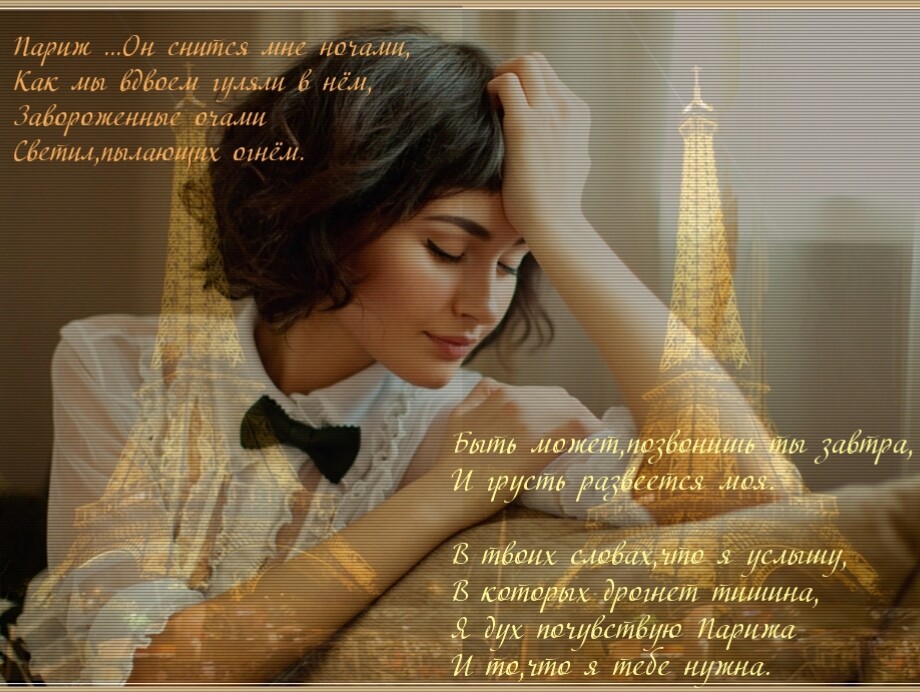 Париж ...Он снится мне ночами,
Как мы вдвоем гуляли в нём,
Завороженные очами
Светил,пылающих огнём.
Быть может,позвонишь ты завтра,
И грусть развеется моя.
В твоих словах,что я услышу,
В которых дрогнет тишина,
Я дух почувствую Парижа
И то,что я тебе нужна.